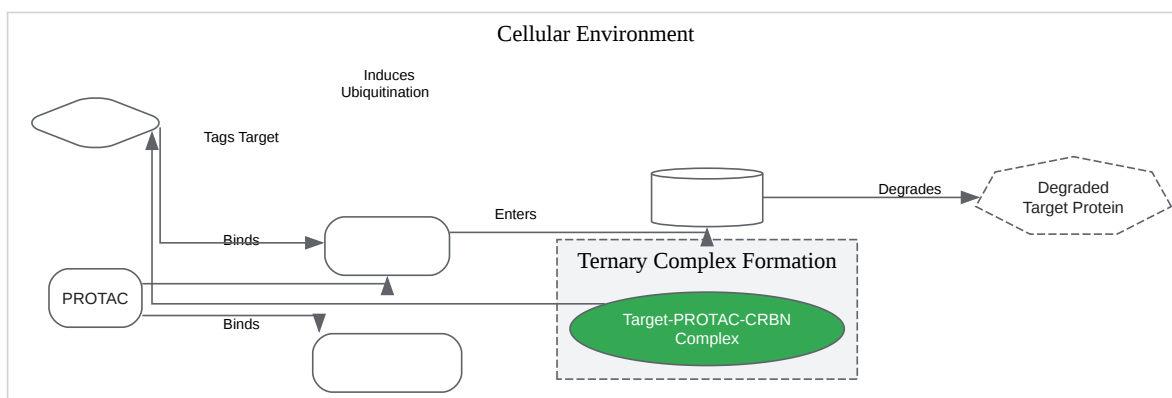 Cellular Environment
Induces
Ubiquitination
Tags Target
Degrades
Degraded
Target Protein
Enters
Binds
Ternary Complex Formation
PROTAC
Binds
Target-PROTAC-CRBN
Complex